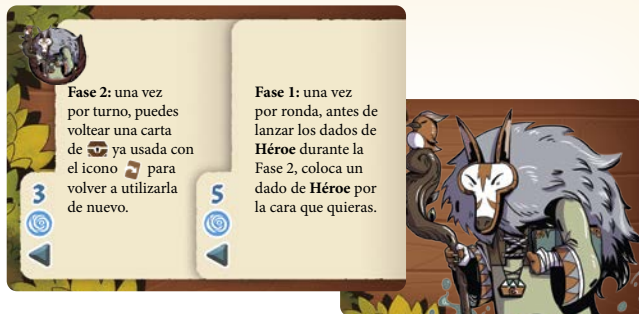 Fase 2: una vez
por turno, puedes
voltear una carta
de ya usada con
el icono para
volver a utilizarla
de nuevo.
3
Fase 1: una vez
por ronda, antes de
lanzar los dados de
Héroe durante la
Fase 2, coloca un
dado de Héroe por
la cara que quieras.
5